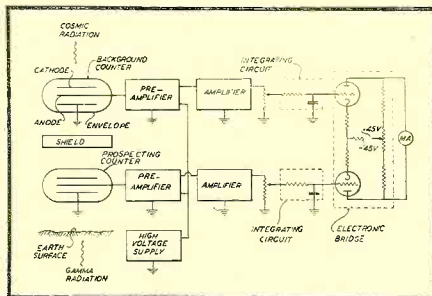 COSMIC
RADIATION
BACKGROUND
COUNTER
CATHODE
ANODE
ENVELOPE
SHIELD
PROSPECTING
COUNTER
EARTH
SURFACE
GAMMA
RADIATION
PRE-
AMPLIFIER
AMPLIFIER
INTEGRATING
CIRCUIT
PRE-
AMPLIFIER
AMPLIFIER
HIGH
VOLTAGE
SUPPLY
INTEGRATING
CIRCUIT
-45V
-45V
MA
ELECTRONIC
BRIDGE